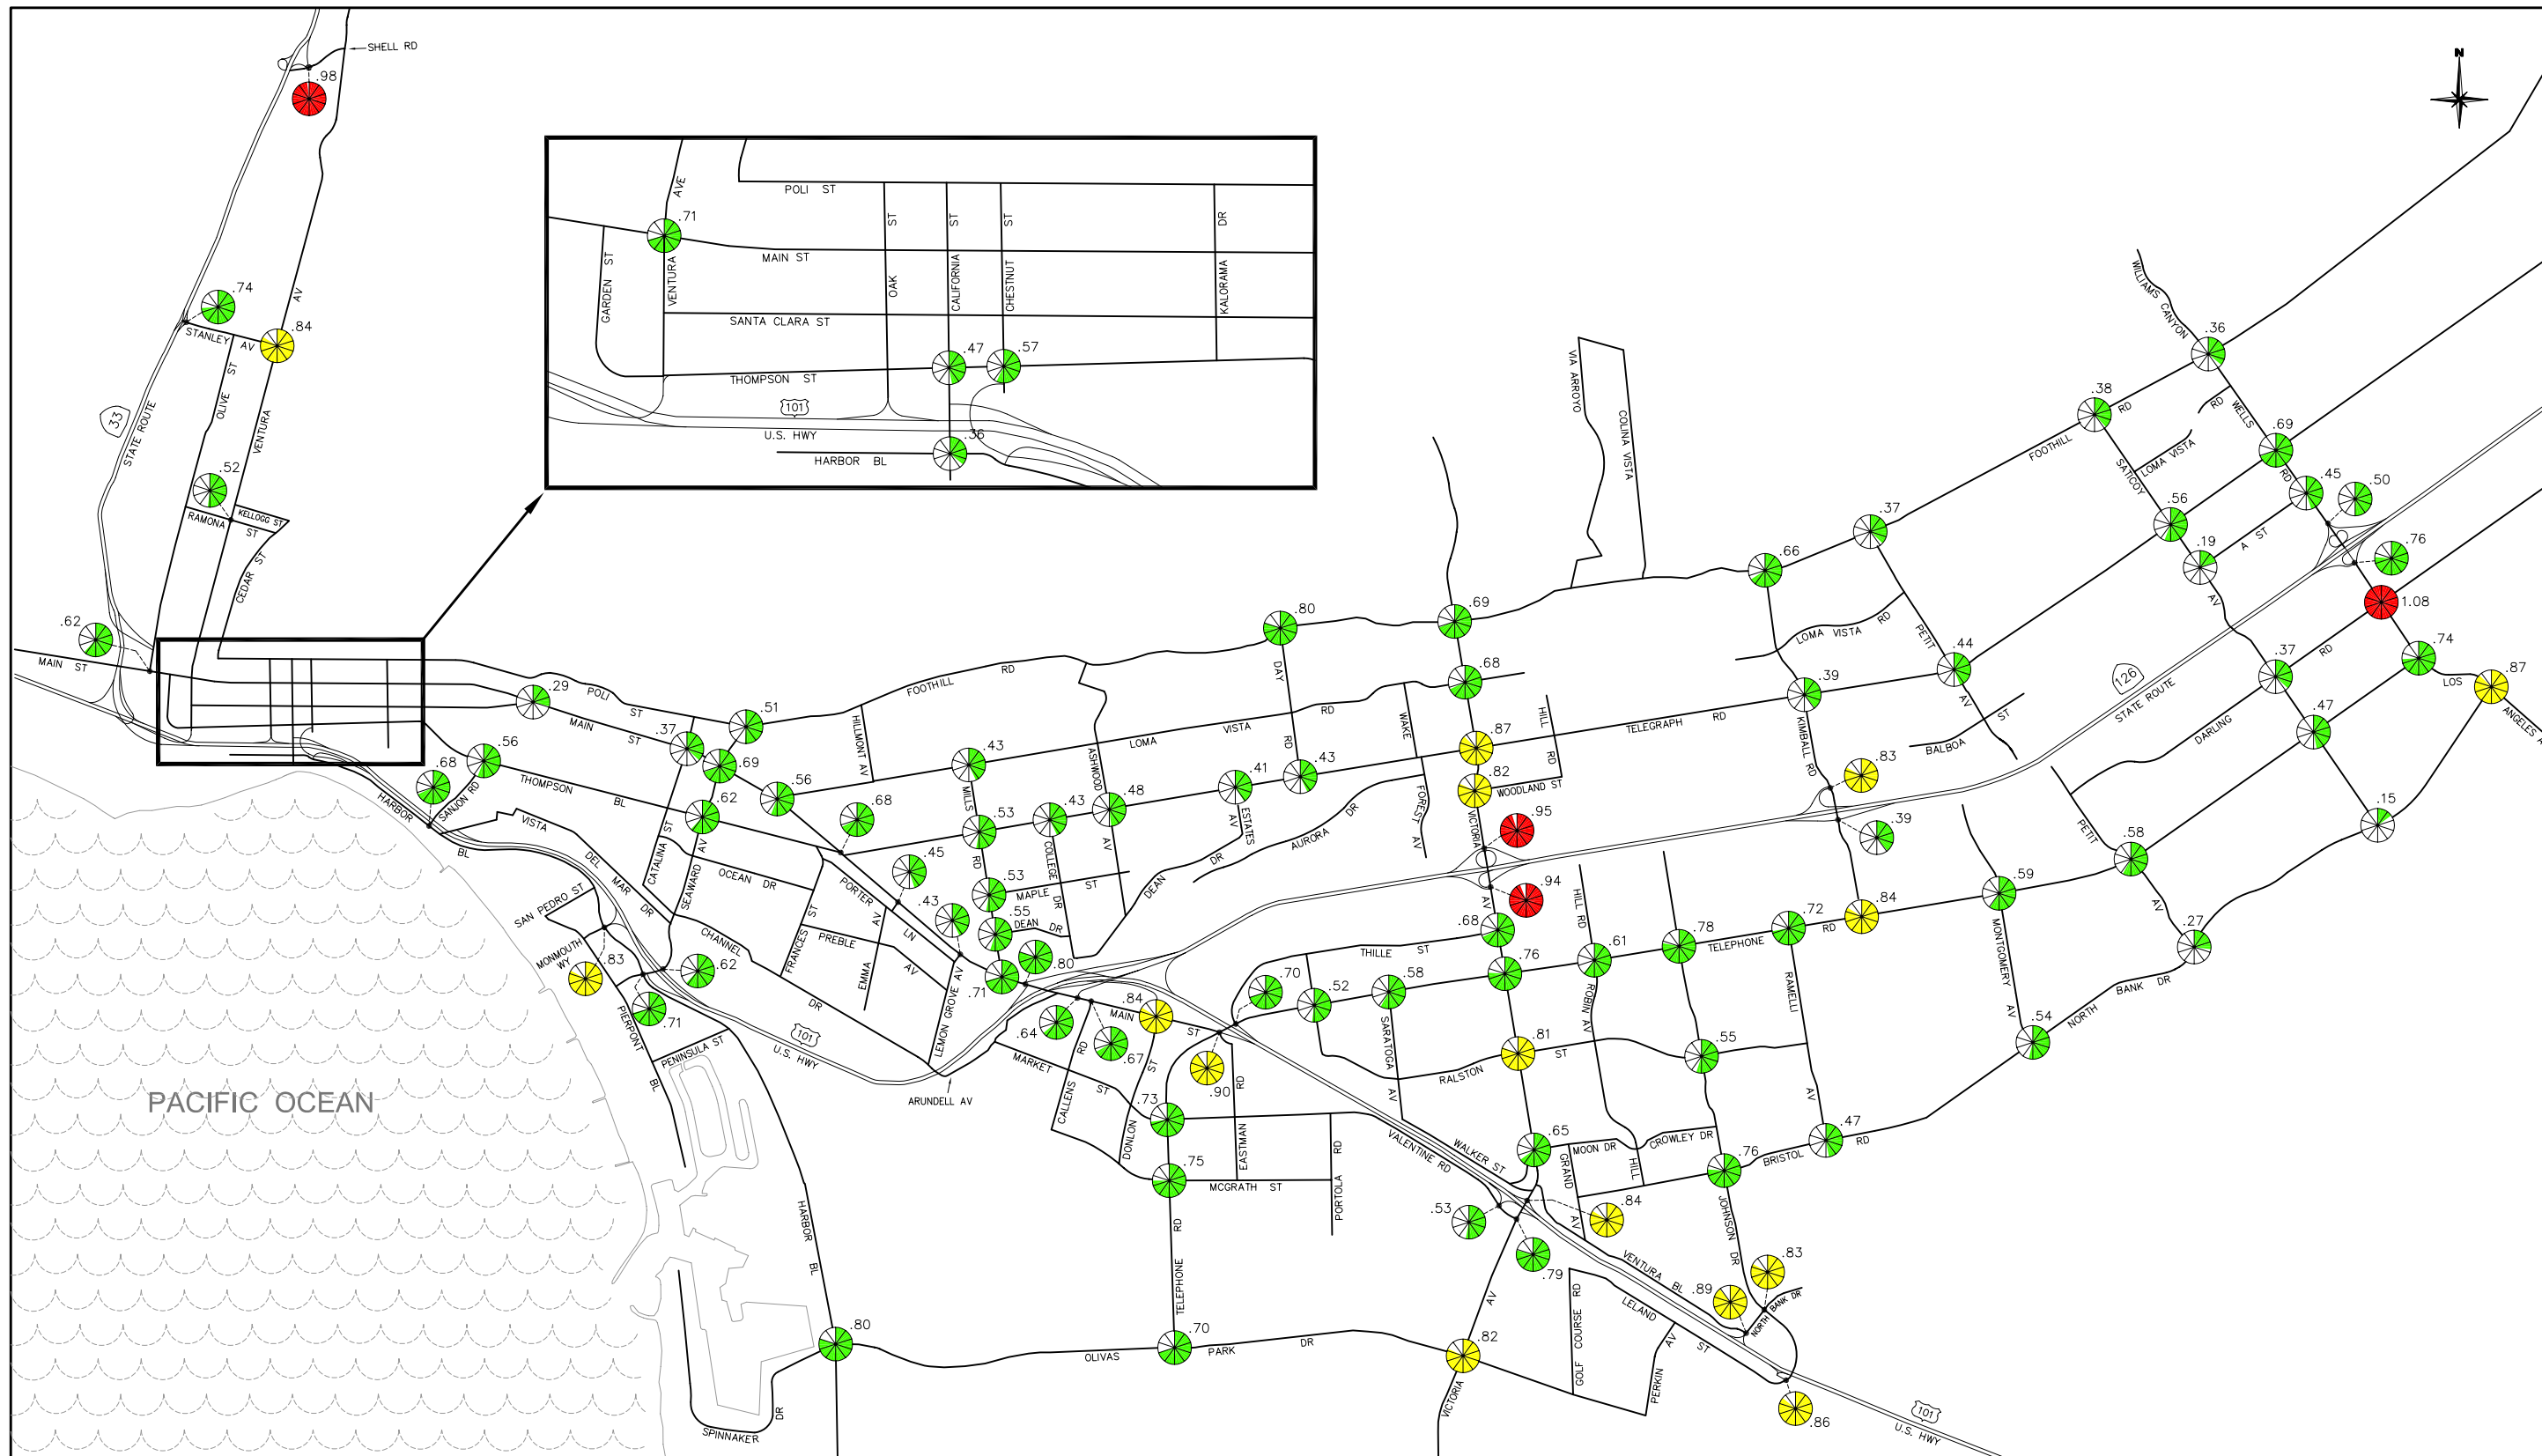 SHELL RD
.98
N
POLI ST
AVE
.71
MAIN ST
GARDEN ST
VENTURA
OAK ST
CALIFORNIA ST
CHESTNUT ST
KALORAMA DR
SANTA CLARA ST
.47
.57
THOMPSON ST
101
U.S. HWY
.36
HARBOR BL
.74
STANLEY AV
.84
AV
33
STATE ROUTE
OLIVE ST
VENTURA
.52
RAMONA ST
KELLOGG ST
CEDAR ST
.62
MAIN ST
.29
POLI ST
MAIN ST
.51
.37
.69
.56
.68
SANJON RD
HARBOR BL
THOMPSON BL
.62
.56
.68
VISTA DEL MAR DR
CATALINA ST
SEAWARD AV
OCEAN DR
SAN PEDRO ST
MONMOUTH WY
.83
.62
.71
PIERPONT BL
PENINSULA ST
CHANNEL DR
FRANCES ST
PREBLE AV
EMMA AV
PORTER LN
LEMON GROVE AV
101
U.S. HWY
ARUNDELL AV
PACIFIC OCEAN
HARBOR BL
SPINNAKER DR
.80
FOOTHILL RD
HILLMONT AV
.43
LOMA VISTA RD
MILLS RD
.53
.43
COLLEGE DR
ASHWOOD AV
.48
.41
ESTATES AV
.43
DAY RD
.80
.45
.43
.53
MAPLE ST
.55
DEAN DR
.80
.71
DEAN DR
AURORA DR
WAKE
FOREST AV
.69
.68
.87
.82
WOODLAND ST
HILL RD
VICTORIA AV
.95
.94
.68
VIA ARROYO
COLINA VISTA
TELEGRAPH RD
.66
.37
LOMA VISTA RD
PETIT AV
.44
.39
KIMBALL RD
.83
.39
BALBOA ST
FOOTHILL RD
.38
.36
WILLIAMS CANYON
WELLS RD
LOMA VISTA RD
SATICOY AV
.69
.56
.45
.50
.19
A ST
.76
1.08
.74
.37
LOS ANGELES A
.87
126
STATE ROUTE
DARLING RD
.47
.15
PETIT AV
.58
.27
.59
MONTGOMERY AV
.54
NORTH BANK DR
.84
.72
TELEPHONE RD
.78
.61
HILL RD
ROBIN AV
RAMELLI AV
.76
THILLE ST
.58
.52
.70
SARATOGA AV
.81
RALSTON ST
.55
.84
MAIN ST
.64
.67
MARKET ST
CALLENS RD
DONLON ST
.90
EASTMAN RD
.73
.75
MCGRATH ST
PORTOLA RD
TELEPHONE RD
VALENTINE RD
WALKER ST
.65
MOON DR
CROWLEY DR
GRAND AV
HILL
.76
BRISTOL RD
.47
JOHNSON DR
.53
.84
.79
VENTURA BL
.83
.89
NORTH BANK DR
LELAND ST
GOLF COURSE RD
PERKIN AV
.86
101
U.S. HWY
OLIVAS PARK DR
.70
.82
VICTORIA AV